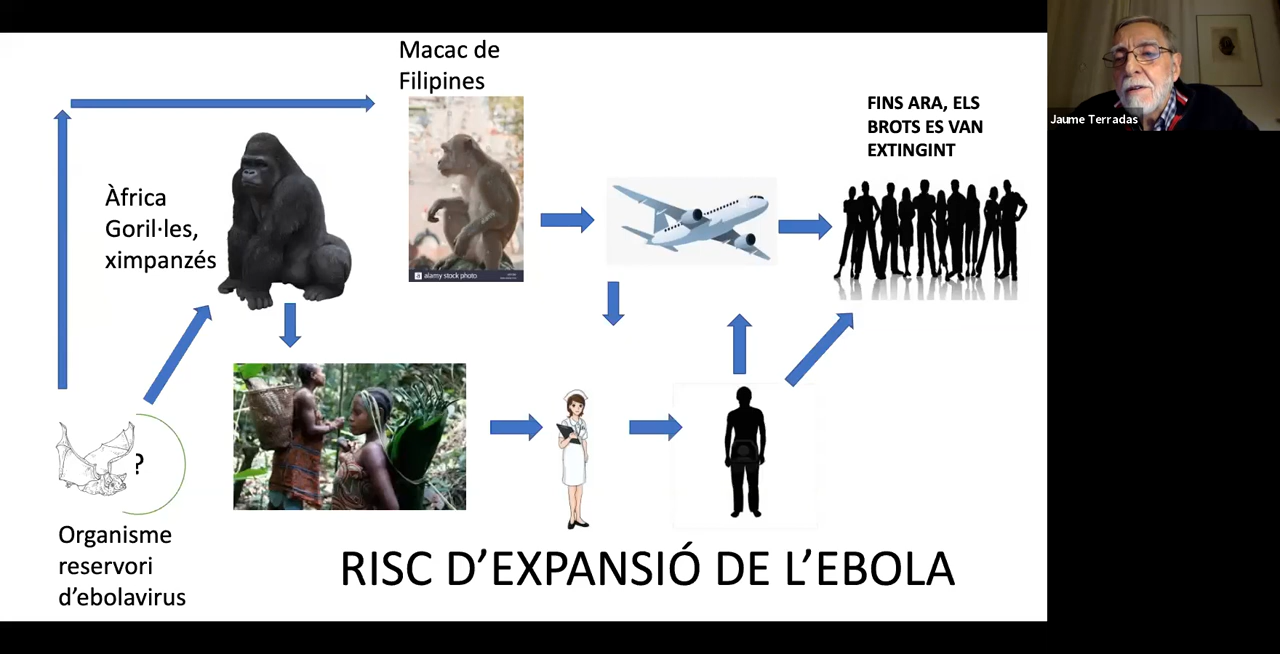 Macac de
Filipines
FINS ARA, ELS
BROTS ES VAN
EXTINGINT
Jaume Terradas
Àfrica
Goril·les,
ximpanzés
alamy stock photo
?
Organisme
reservori
d’ebolavirus
RISC D’EXPANSIÓ DE L’EBOLA